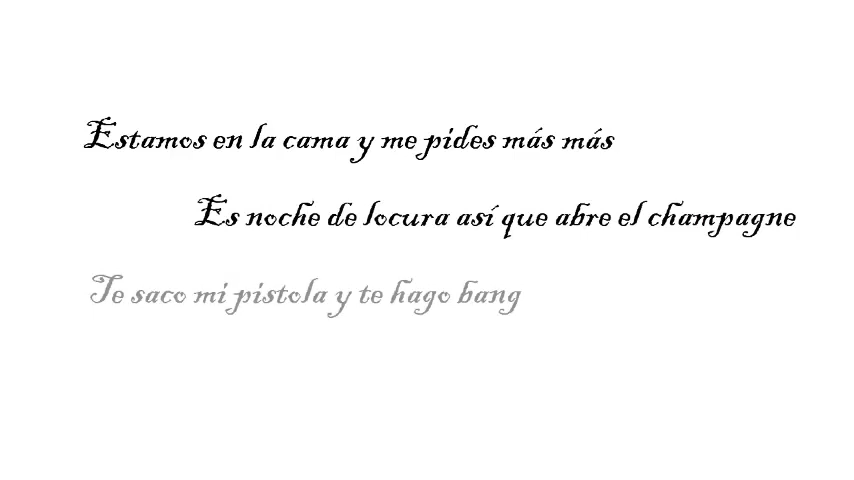 Estamos en la cama y me pides más más
Es noche de locura así que abre el champagne
Te saco mi pistola y te hago bang